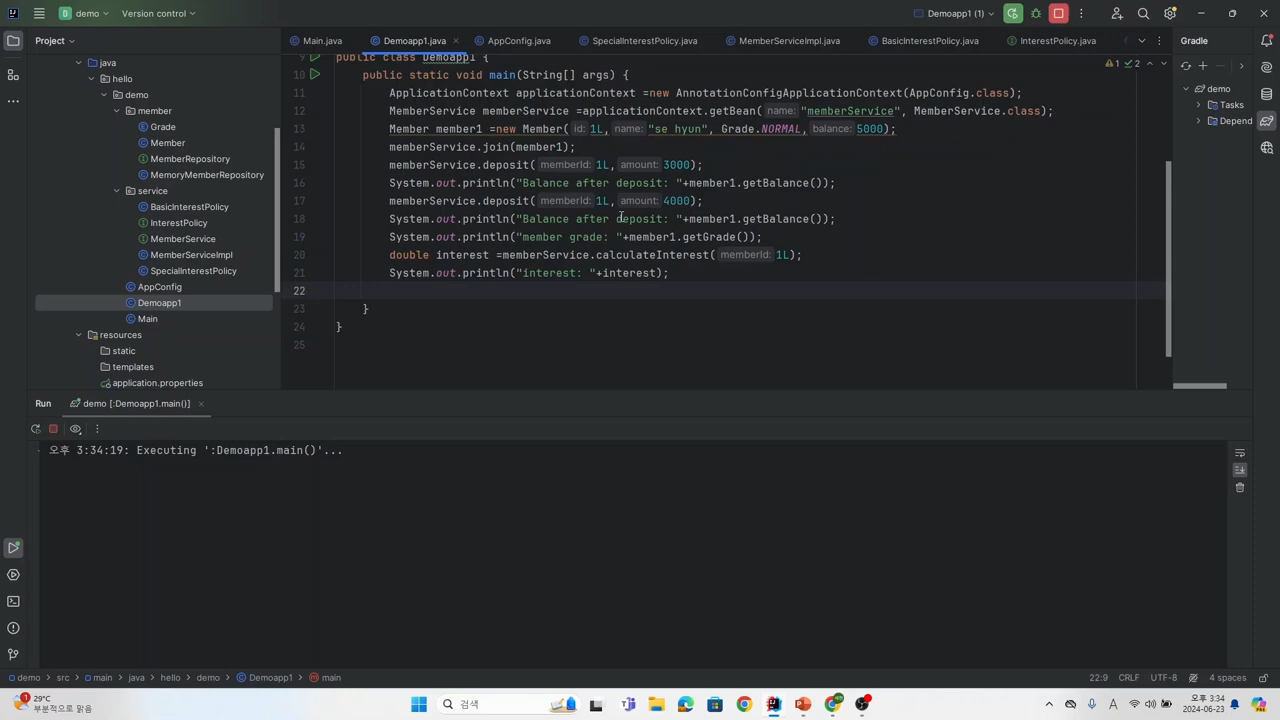 demo
Version control
Demoapp1 (1)
Project
Main.java
Demoapp1.java
AppConfig.java
SpecialInterestPolicy.java
MemberServiceImpl.java
BasicInterestPolicy.java
InterestPolicy.java
Gradle
java
hello
demo
member
Grade
Member
MemberRepository
MemoryMemberRepository
service
BasicInterestPolicy
InterestPolicy
MemberService
MemberServiceImpl
SpecialInterestPolicy
AppConfig
Demoapp1
Main
resources
static
templates
application.properties
9 public class Demoapp1 {
10 public static void main(String[] args) {
11 ApplicationContext applicationContext =new AnnotationConfigApplicationContext(AppConfig.class);
12 MemberService memberService =applicationContext.getBean( name: "memberService", MemberService.class);
13 Member member1 =new Member( id: 1L, name: "se hyun", Grade.NORMAL, balance: 5000);
14 memberService.join(member1);
15 memberService.deposit( memberId: 1L, amount: 3000);
16 System.out.println("Balance after deposit: "+member1.getBalance());
17 memberService.deposit( memberId: 1L, amount: 4000);
18 System.out.println("Balance after deposit: "+member1.getBalance());
19 System.out.println("member grade: "+member1.getGrade());
20 double interest =memberService.calculateInterest( memberId: 1L);
21 System.out.println("interest: "+interest);
22
23 }
24 }
25
1 2
demo
Tasks
Depend
Run
demo [:Demoapp1.main()]
오후 3:34:19: Executing ':Demoapp1.main()'...
demo > src > main > java > hello > demo > Demoapp1 > main
22:9 CRLF UTF-8 4 spaces
1
29°C
부분적으로 맑음
검색
A
오후 3:34
2024-06-23